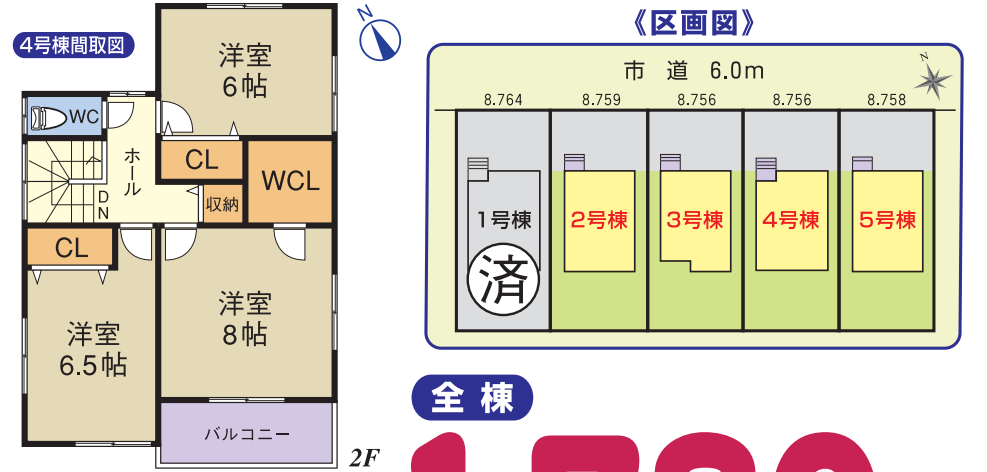 4号棟間取図
N
洋室
6帖
WC
ホール
CL
WCL
DN
収納
CL
洋室
6.5帖
洋室
8帖
バルコニー
2F
《区画図》
市 道 6.0m
N
8.764 8.759 8.756 8.756 8.758
1号棟 2号棟 3号棟 4号棟 5号棟
済
全 棟